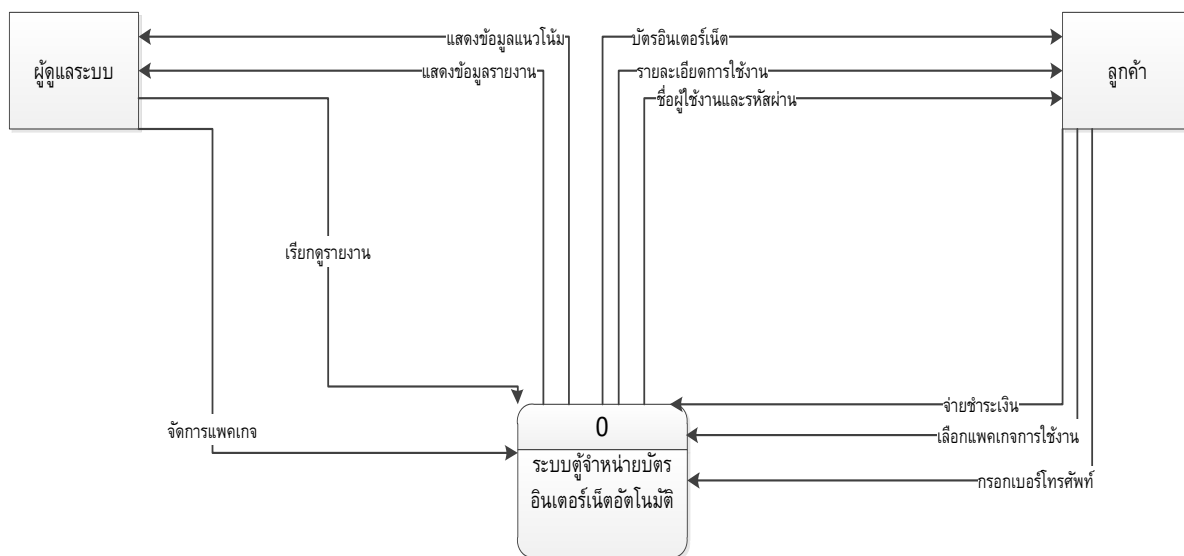 แสดงข้อมูลแนวโน้ม
บัตรอินเตอร์เน็ต
ผู้ดูแลระบบ
แสดงข้อมูลรายงาน
รายละเอียดการใช้งาน
ลูกค้า
ชื่อผู้ใช้งานและรหัสผ่าน
เรียกดูรายงาน
จ่ายชำระเงิน
จัดการแพคเกจ
0
เลือกแพคเกจการใช้งาน
ระบบตู้จำหน่ายบัตร
อินเตอร์เน็ตอัตโนมัติ
กรอกเบอร์โทรศัพท์